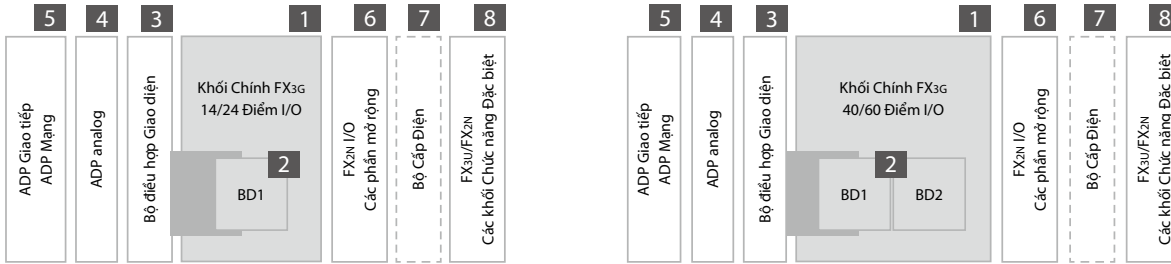 5
4
3
1
6
7
8
ADP Giao tiếp
ADP Mạng
ADP analog
Bộ điều hợp Giao diện
Khối Chính FX3G
14/24 Điểm I/O
2
BD1
FX2N I/O
Các phần mở rộng
Bộ Cấp Điện
FX3U/FX2N
Các khối Chức năng Đặc biệt
5
4
3
1
6
7
8
ADP Giao tiếp
ADP Mạng
ADP analog
Bộ điều hợp Giao diện
Khối Chính FX3G
40/60 Điểm I/O
2
BD1
BD2
FX2N I/O
Các phần mở rộng
Bộ Cấp Điện
FX3U/FX2N
Các khối Chức năng Đặc biệt